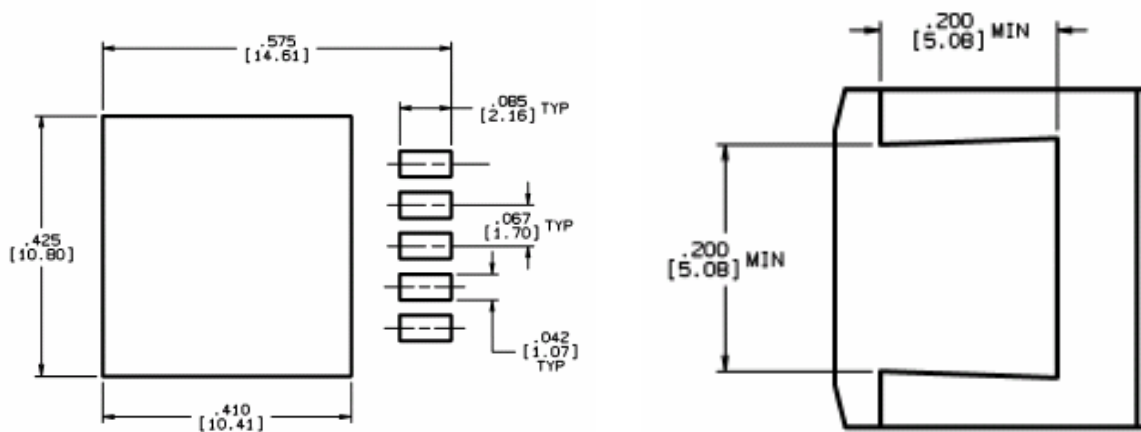 .575
[14.61]
.085
[2.16] TYP
.425
[10.80]
.067
[1.70] TYP
.042
[1.07]
TYP
.410
[10.41]
.200
[5.08] MIN
.200
[5.08] MIN